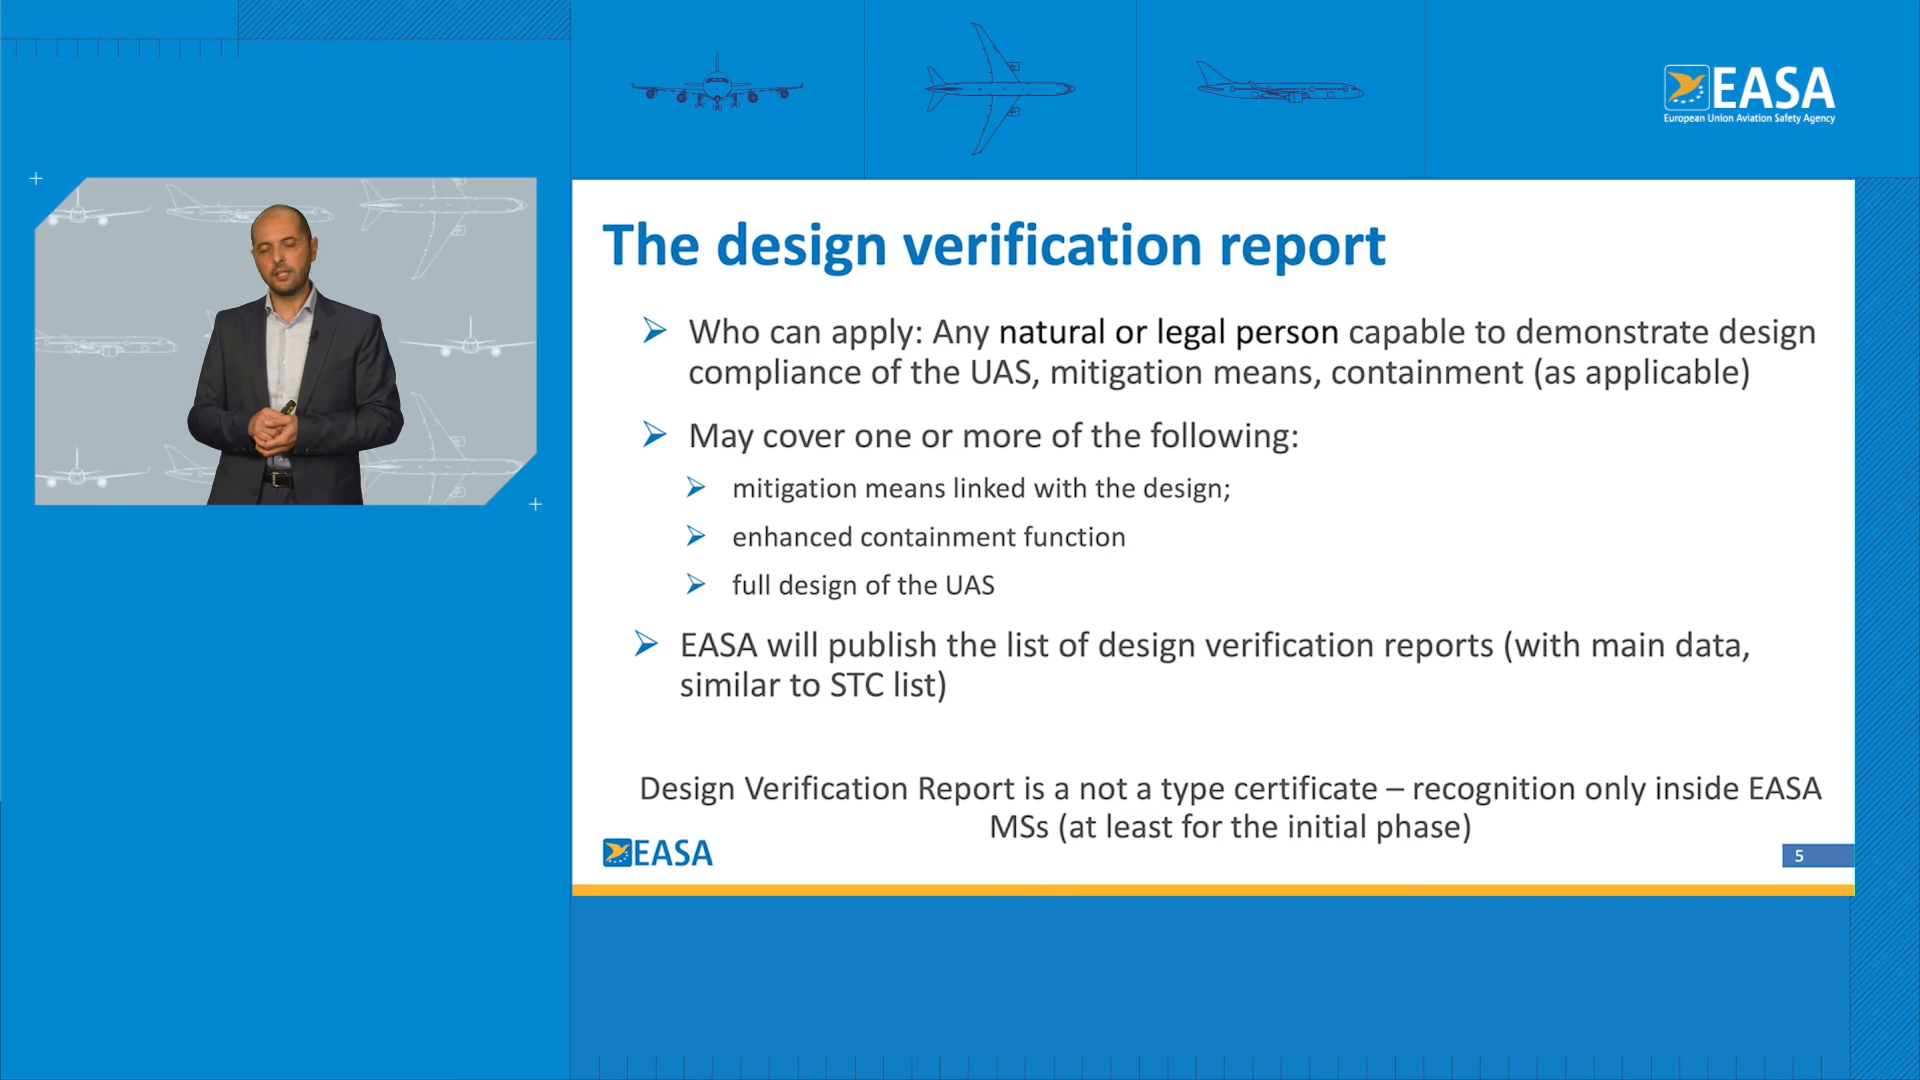 EASA
European Union Aviation Safety Agency
The design verification report
Who can apply: Any natural or legal person capable to demonstrate design
compliance of the UAS, mitigation means, containment (as applicable)
May cover one or more of the following:
mitigation means linked with the design;
enhanced containment function
full design of the UAS
EASA will publish the list of design verification reports (with main data,
similar to STC list)
Design Verification Report is a not a type certificate – recognition only inside EASA
MSs (at least for the initial phase)
EASA
5